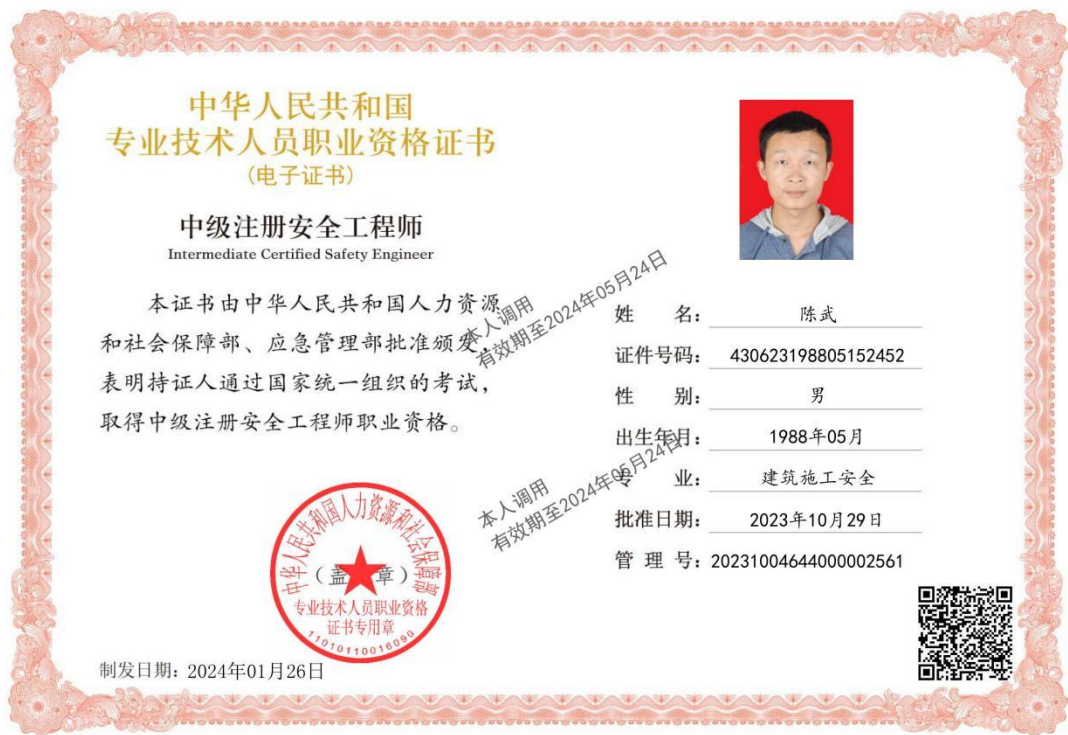 中华人民共和国
专业技术人员职业资格证书
(电子证书)
中级注册安全工程师
Intermediate Certified Safety Engineer
本证书由中华人民共和国人力资源
和社会保障部、应急管理部批准颁发,
表明持证人通过国家统一组织的考试,
取得中级注册安全工程师职业资格。
本人调用
有效期至2024年05月24日
姓 名: 陈武
证件号码: 430623198805152452
性 别: 男
出生年月: 1988年05月
专 业: 建筑施工安全
批准日期: 2023年10月29日
管 理 号: 20231004644000002561
本人调用
有效期至2024年05月24日
中华人民共和国人力资源和社会保障部
(盖 章)
专业技术人员职业资格
证书专用章
11010110016090
制发日期: 2024年01月26日